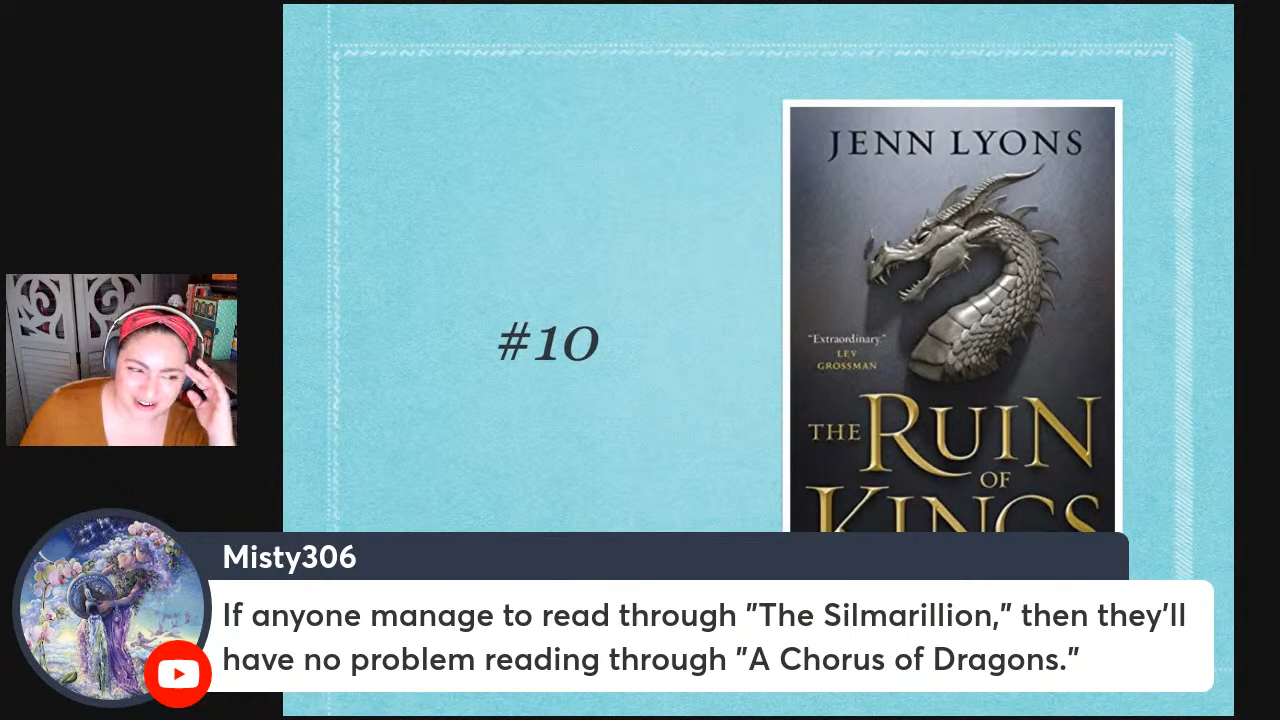 JENN LYONS
"Extraordinary."
LEV
GROSSMAN
#10
THE RUIN
OF
KINGS
Misty306
If anyone manage to read through "The Silmarillion," then they'll
have no problem reading through "A Chorus of Dragons."